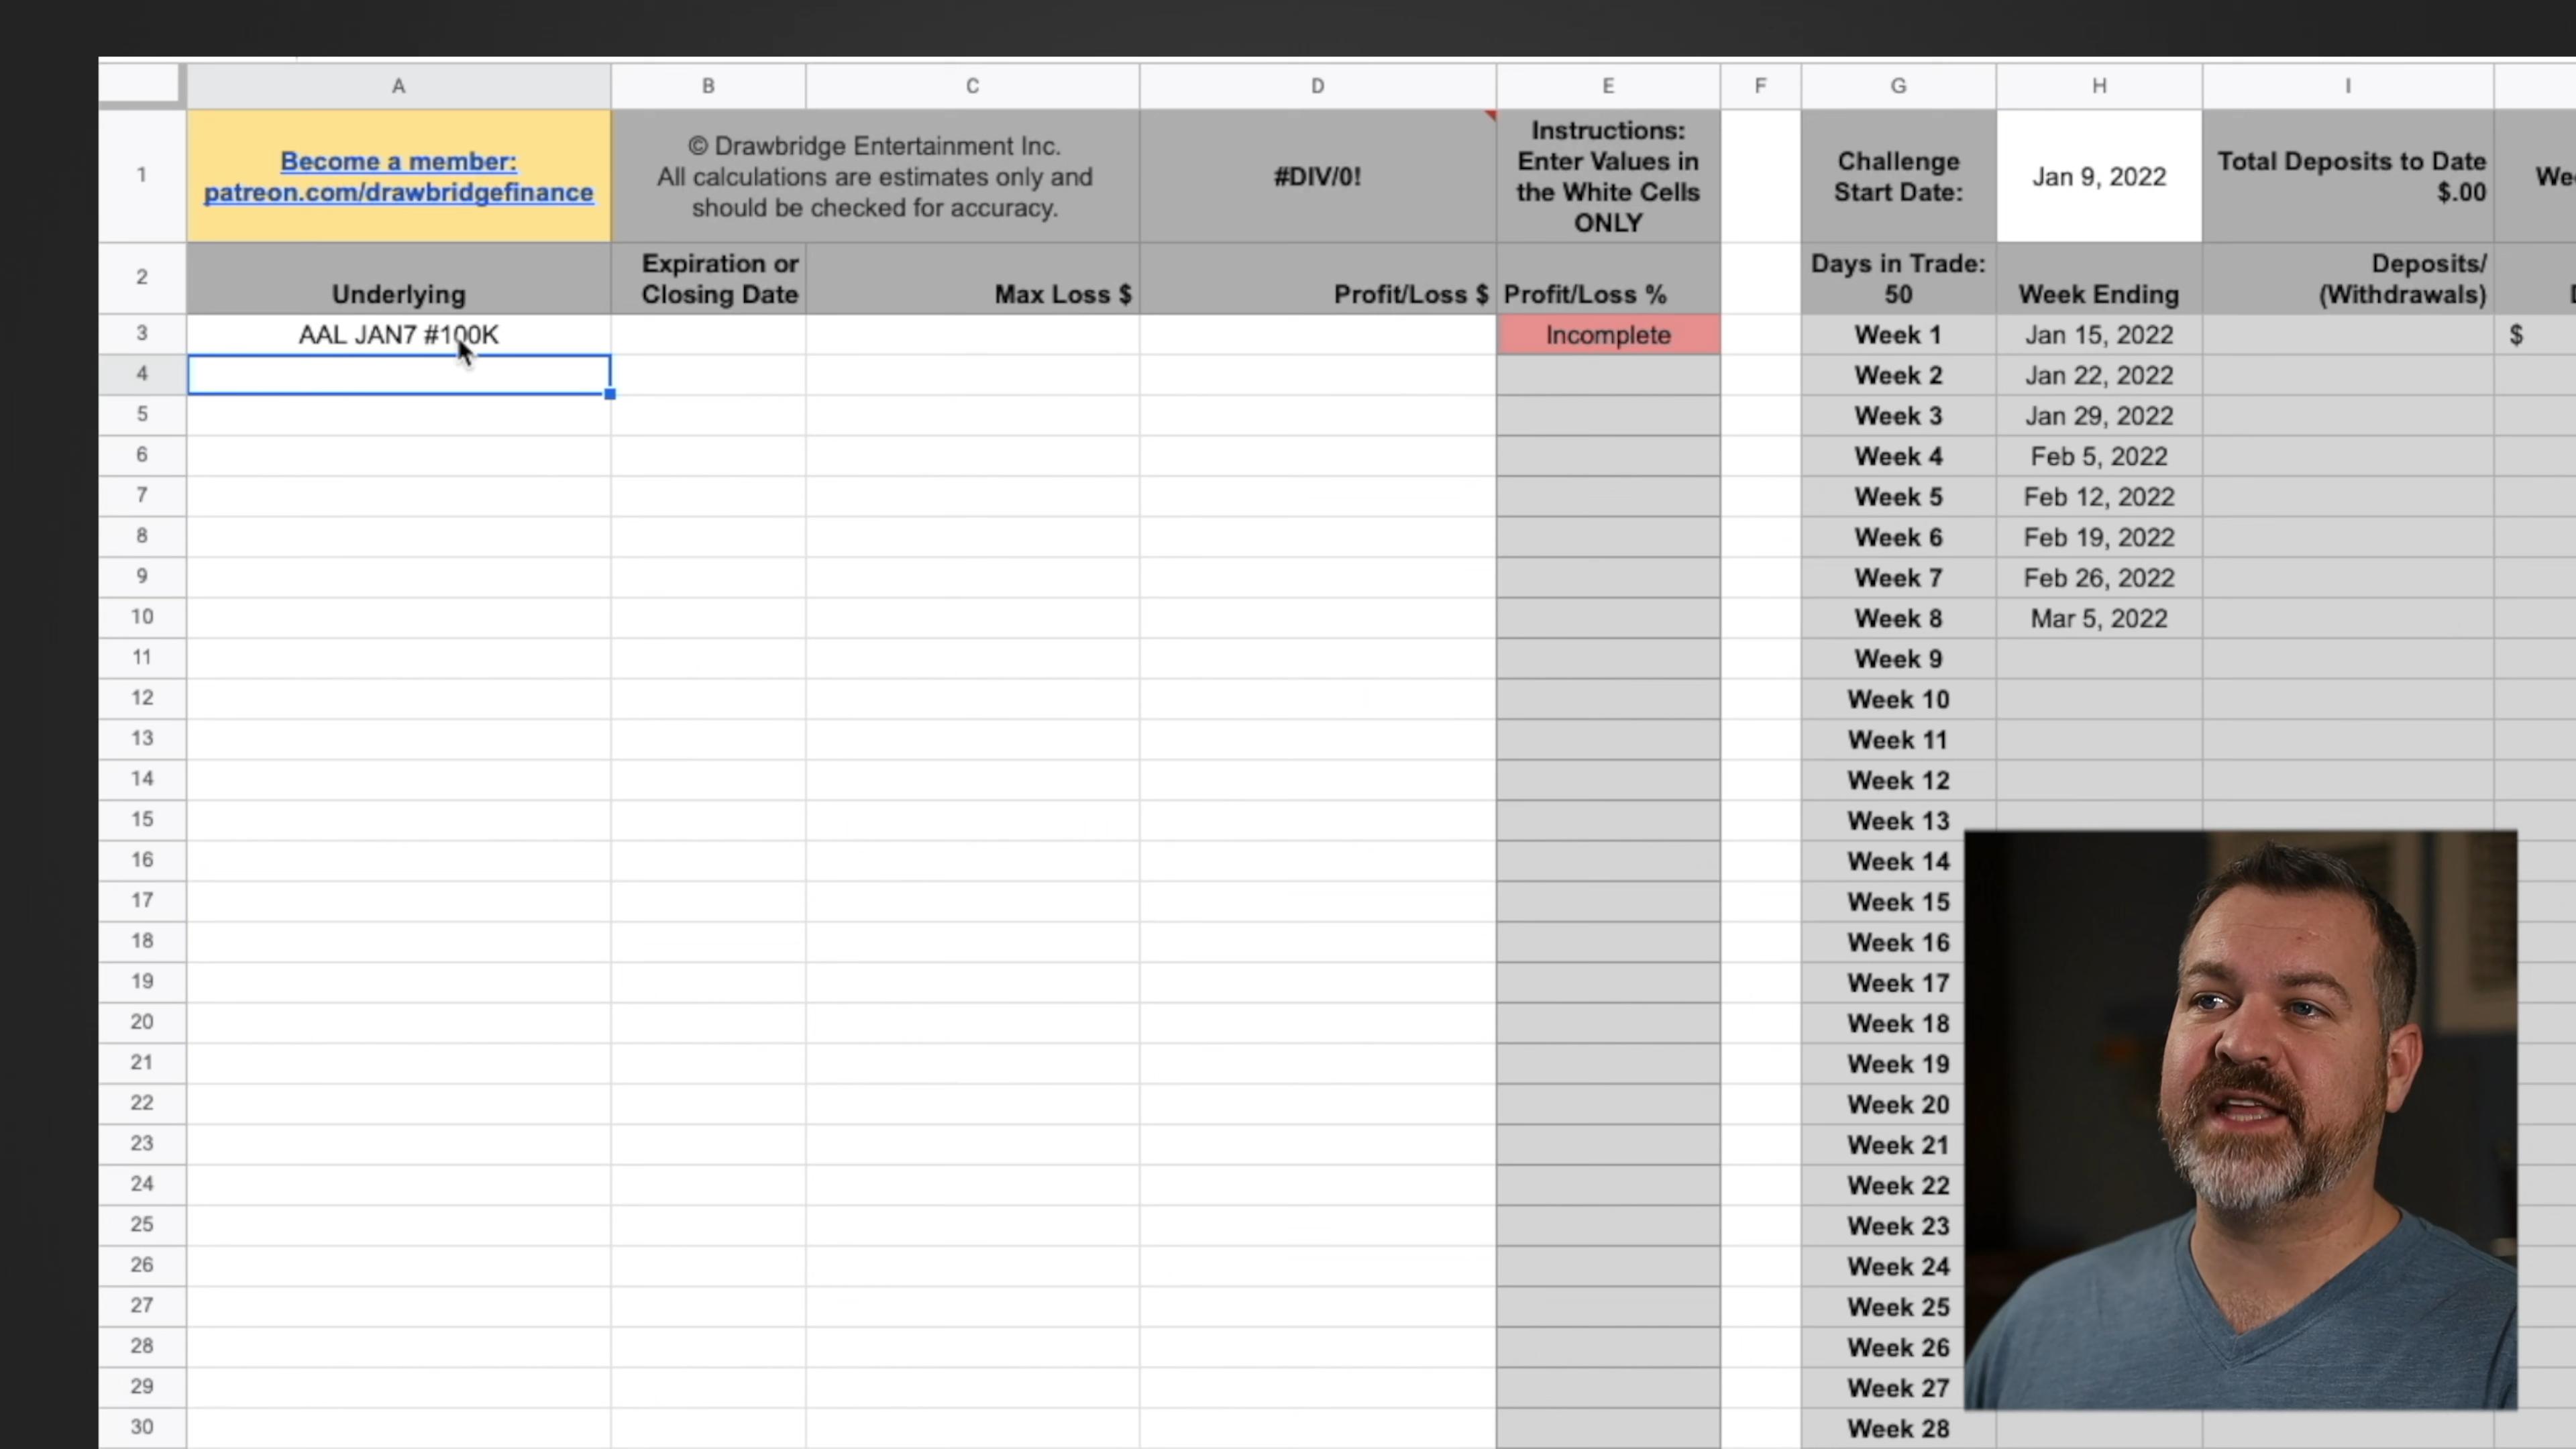 A B C D E F G H I
1 Become a member:
patreon.com/drawbridgefinance
© Drawbridge Entertainment Inc.
All calculations are estimates only and
should be checked for accuracy.
#DIV/0!
Instructions:
Enter Values in
the White Cells
ONLY
Challenge
Start Date:
Jan 9, 2022
Total Deposits to Date
$.00
2 Underlying
Expiration or
Closing Date
Max Loss $
Profit/Loss $
Profit/Loss %
Days in Trade:
50
Week Ending
Deposits/
(Withdrawals)
3 AAL JAN7 #100K Incomplete Week 1 Jan 15, 2022 $
4 Week 2 Jan 22, 2022
5 Week 3 Jan 29, 2022
6 Week 4 Feb 5, 2022
7 Week 5 Feb 12, 2022
8 Week 6 Feb 19, 2022
9 Week 7 Feb 26, 2022
10 Week 8 Mar 5, 2022
11 Week 9
12 Week 10
13 Week 11
14 Week 12
15 Week 13
16 Week 14
17 Week 15
18 Week 16
19 Week 17
20 Week 18
21 Week 19
22 Week 20
23 Week 21
24 Week 22
25 Week 23
26 Week 24
27 Week 25
28 Week 26
29 Week 27
30 Week 28